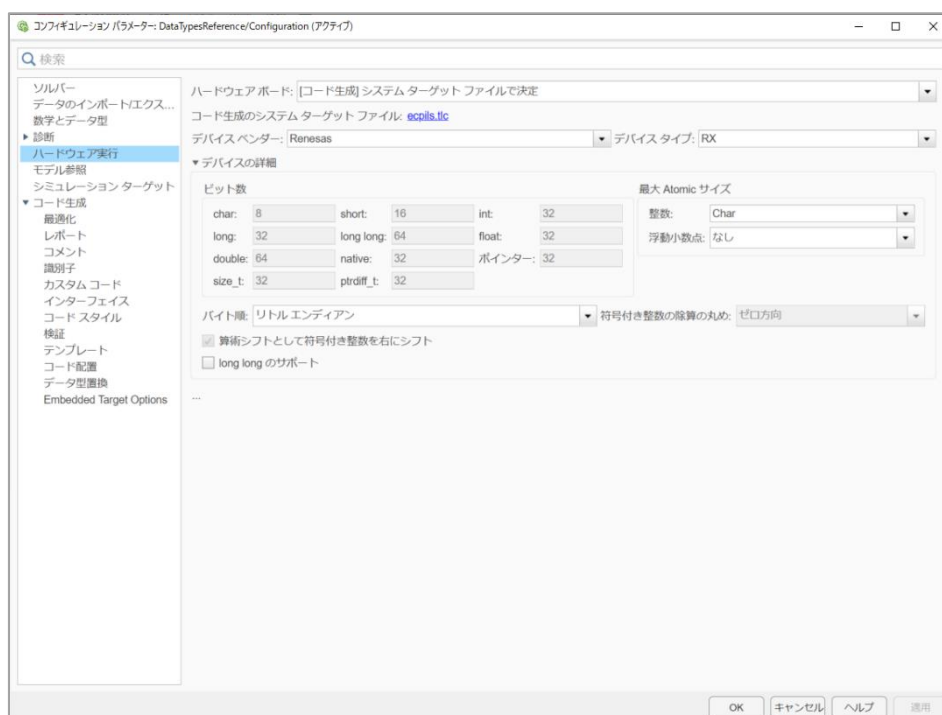 コンフィギュレーション パラメーター: DataTypesReference/Configuration (アクティブ)
検索
ソルバー
データのインポート/エクス...
数学とデータ型
診断
ハードウェア実行
モデル参照
シミュレーション ターゲット
コード生成
最適化
レポート
コメント
識別子
カスタム コード
インターフェイス
コード スタイル
検証
テンプレート
コード配置
データ型置換
Embedded Target Options
ハードウェア ボード: [コード生成] システム ターゲット ファイルで決定
コード生成のシステム ターゲット ファイル: ecpils.tlc
デバイス ベンダー: Renesas デバイス タイプ: RX
デバイスの詳細
ビット数 最大 Atomic サイズ
char: 8 short: 16 int: 32 整数: Char
long: 32 long long: 64 float: 32 浮動小数点: なし
double: 64 native: 32 ポインター: 32
size_t: 32 ptrdiff_t: 32
バイト順: リトル エンディアン 符号付き整数の除算の丸め: ゼロ方向
算術シフトとして符号付き整数を右にシフト
long long のサポート
...
OK キャンセル ヘルプ 適用